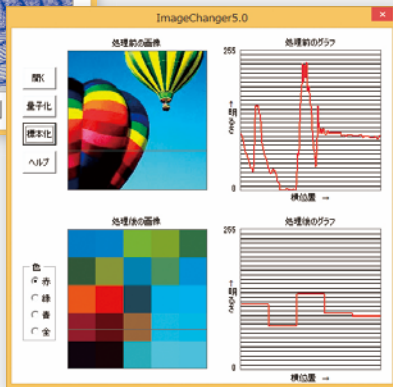 ImageChanger5.0
処理前の画像
処理前のグラフ
開く
量子化
標本化
ヘルプ
255
←明るさ
0
横位置 →
処理後の画像
処理後のグラフ
色
赤
緑
青
全
255
←明るさ
0
横位置 →